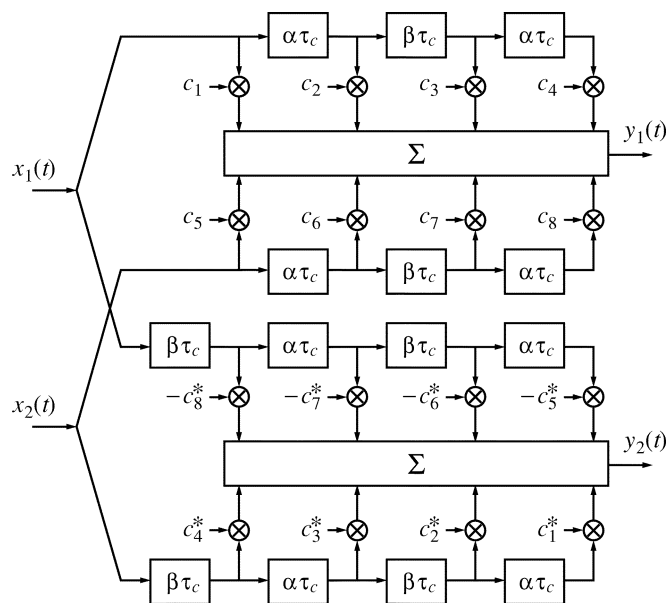 ατ_c βτ_c ατ_c
c_1 c_2 c_3 c_4
Σ y_1(t)
x_1(t)
c_5 c_6 c_7 c_8
ατ_c βτ_c ατ_c
βτ_c ατ_c βτ_c ατ_c
−c_8^* −c_7^* −c_6^* −c_5^*
x_2(t)
Σ y_2(t)
c_4^* c_3^* c_2^* c_1^*
βτ_c ατ_c βτ_c ατ_c